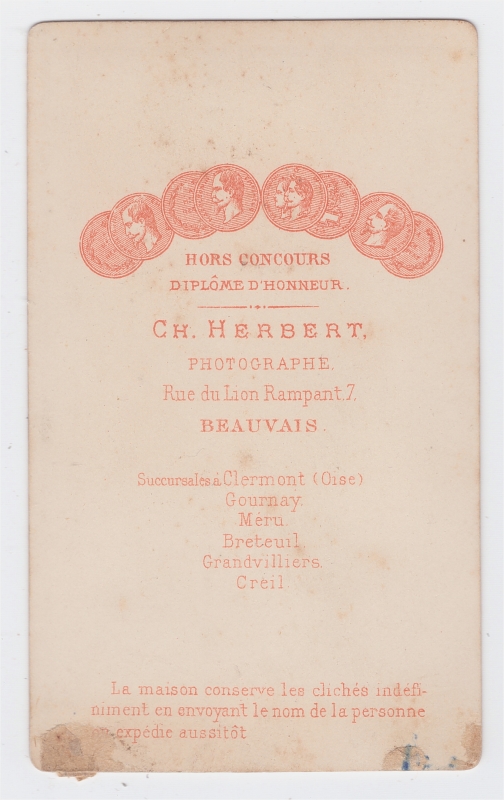 HORS CONCOURS
DIPLÔME D'HONNEUR.
CH. HERBERT,
PHOTOGRAPHE.
Rue du Lion Rampant.7.
BEAUVAIS.
Succursales à Clermont (Oise)
Gournay.
Méru.
Breteuil
Grandvilliers.
Creil.
La maison conserve les clichés indéfi-
niment en envoyant le nom de la personne
expédie aussitôt